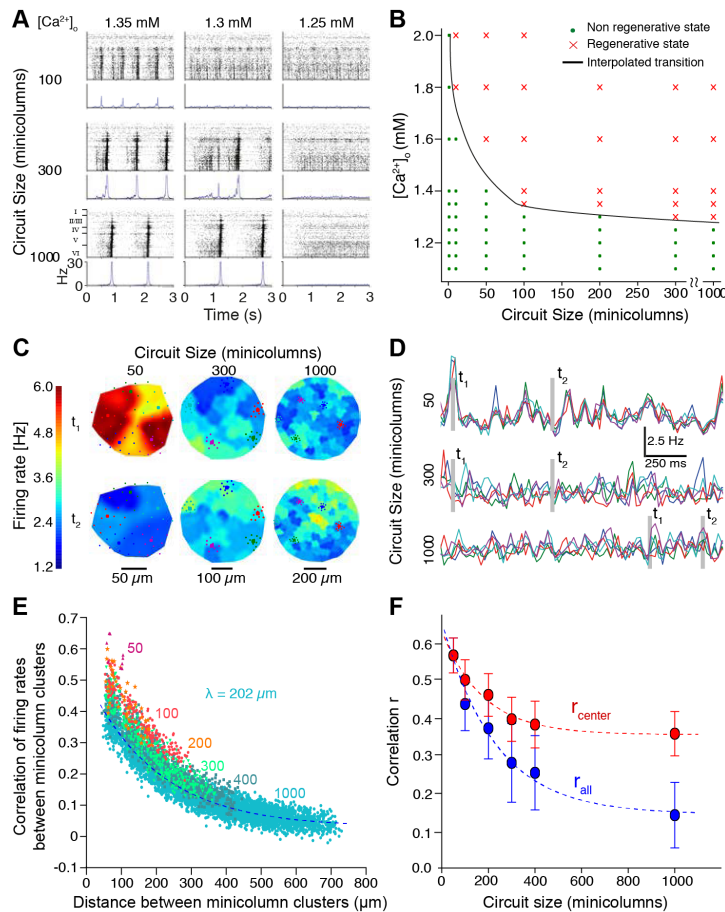 A
[Ca²⁺]ₒ 1.35 mM 1.3 mM 1.25 mM
Circuit Size (minicolumns)
100
300
1000
I
II/III
IV
V
VI
30
Hz
0
0 1 2 3 0 1 2 3 0 1 2 3
Time (s)
B
Non regenerative state
Regenerative state
Interpolated transition
[Ca²⁺]ₒ (mM)
2.0
1.8
1.6
1.4
1.2
0 50 100 200 300 1000
Circuit Size (minicolumns)
C
Circuit Size (minicolumns)
50 300 1000
Firing rate [Hz]
6.0
4.8
3.6
2.4
1.2
t₁
t₂
50 µm 100 µm 200 µm
D
Circuit Size (minicolumns)
50
300
1000
t₁ t₂
2.5 Hz
250 ms
t₁ t₂
t₁ t₂
E
Correlation of firing rates
between minicolumn clusters
0.7
0.6
0.5
0.4
0.3
0.2
0.1
0
-0.1
50
λ = 202 µm
100
200
300
400
1000
0 100 200 300 400 500 600 700 800
Distance between minicolumn clusters (µm)
F
Correlation r
0.6
0.5
0.4
0.3
0.2
0.1
0.0
r center
r all
0 200 400 600 800 1000
Circuit size (minicolumns)